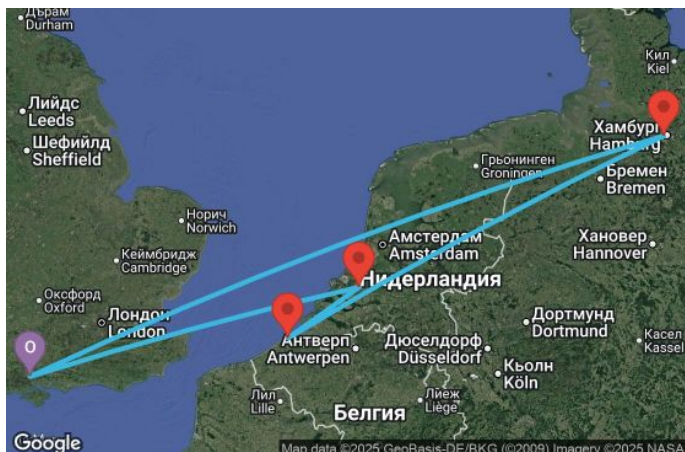 Дърам
Durham
Кил
Kiel
Лийдс
Leeds
Хамбург
Hamburg
Шефийлд
Sheffield
Грьонинген
Groningen
Бремен
Bremen
Норич
Norwich
Амстердам
Amsterdam
Хановер
Hannover
Кеймбридж
Cambridge
Нидерландия
Оксфорд
Oxford
Лондон
London
Дортмунд
Dortmund
О
Антверп
Antwerpen
Дюселдорф
Düsseldorf
Касел
Kassel
Кьолн
Köln
Лил
Lille
Лиеж
Liège
Белгия
Google
Map data ©2025 GeoBasis-DE/BKG (©2009) Imagery ©2025 NASA